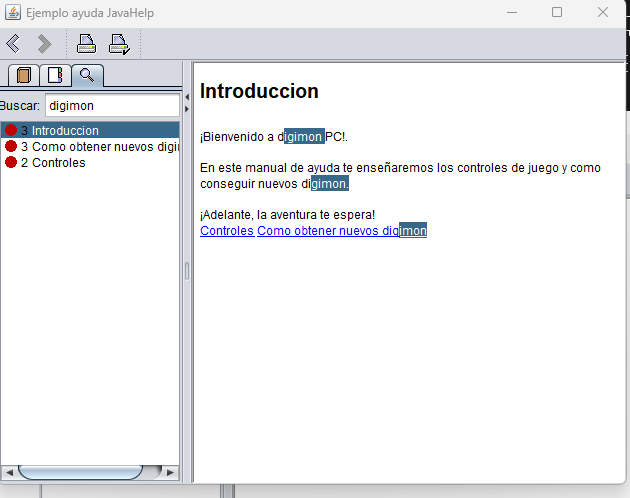 Ejemplo ayuda JavaHelp
Buscar: digimon
3 Introduccion
3 Como obtener nuevos digi
2 Controles
Introduccion
¡Bienvenido a digimon PC!.
En este manual de ayuda te enseñaremos los controles de juego y como
conseguir nuevos digimon.
¡Adelante, la aventura te espera!
Controles Como obtener nuevos digimon